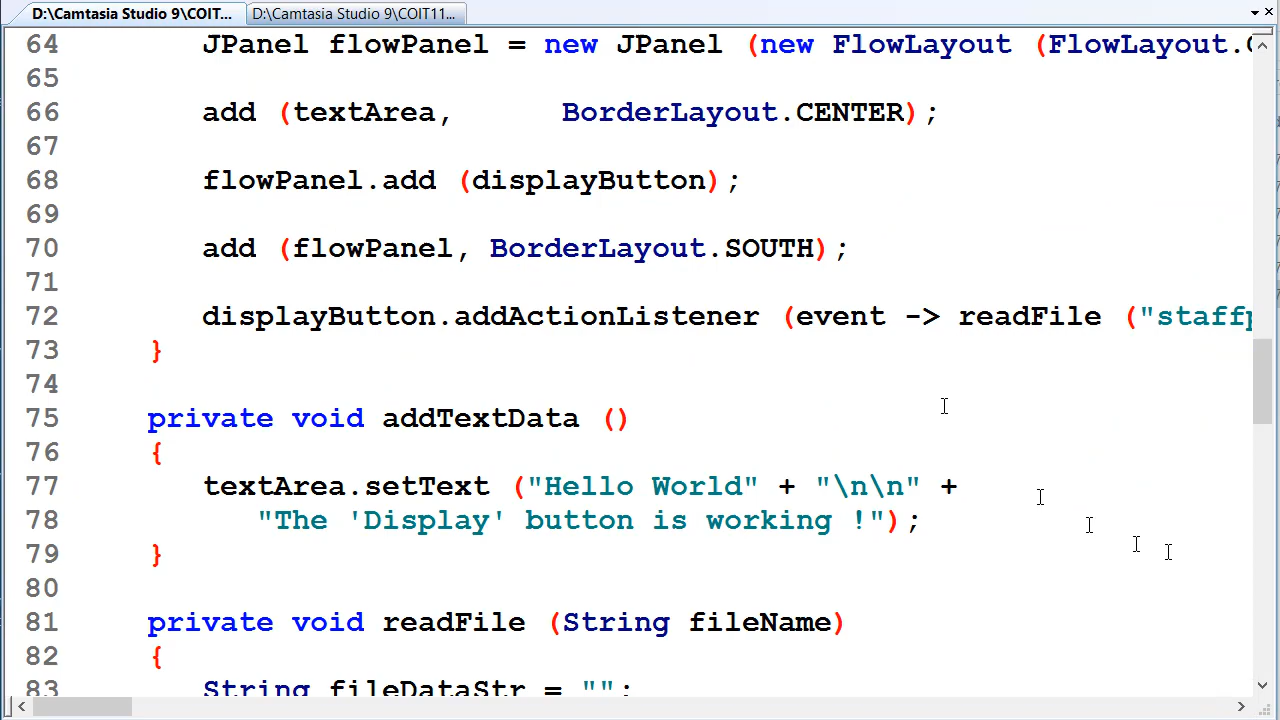 D:\Camtasia Studio 9\COIT... D:\Camtasia Studio 9\COIT11...
64 JPanel flowPanel = new JPanel (new FlowLayout (FlowLayout.
65
66 add (textArea, BorderLayout.CENTER);
67
68 flowPanel.add (displayButton);
69
70 add (flowPanel, BorderLayout.SOUTH);
71
72 displayButton.addActionListener (event -> readFile ("staffp
73 }
74
75 private void addTextData ()
76 {
77 textArea.setText ("Hello World" + "\n\n" +
78 "The 'Display' button is working !");
79 }
80
81 private void readFile (String fileName)
82 {
83 String fileDataStr = "";